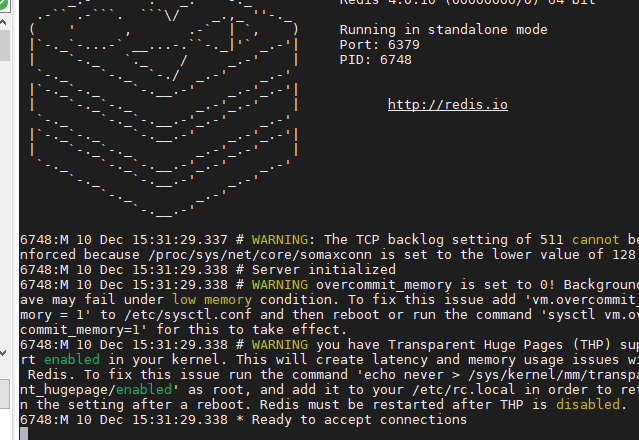 Redis 4.0.10 (00000000/0) 64 bit
Running in standalone mode
Port: 6379
PID: 6748
http://redis.io
6748:M 10 Dec 15:31:29.337 # WARNING: The TCP backlog setting of 511 cannot be
nforced because /proc/sys/net/core/somaxconn is set to the lower value of 128
6748:M 10 Dec 15:31:29.338 # Server initialized
6748:M 10 Dec 15:31:29.338 # WARNING overcommit_memory is set to 0! Background
ave may fail under low memory condition. To fix this issue add 'vm.overcommit_
mory = 1' to /etc/sysctl.conf and then reboot or run the command 'sysctl vm.ov
commit_memory=1' for this to take effect.
6748:M 10 Dec 15:31:29.338 # WARNING you have Transparent Huge Pages (THP) sup
rt enabled in your kernel. This will create latency and memory usage issues wi
Redis. To fix this issue run the command 'echo never > /sys/kernel/mm/transpa
nt_hugepage/enabled' as root, and add it to your /etc/rc.local in order to ret
n the setting after a reboot. Redis must be restarted after THP is disabled.
6748:M 10 Dec 15:31:29.338 * Ready to accept connections